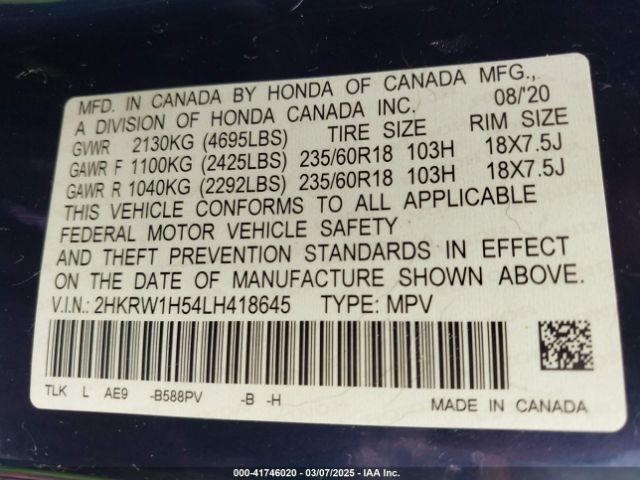 MFD. IN CANADA BY HONDA OF CANADA MFG.,
A DIVISION OF HONDA CANADA INC. 08/'20
GVWR 2130KG (4695LBS) TIRE SIZE RIM SIZE
GAWR F 1100KG (2425LBS) 235/60R18 103H 18X7.5J
GAWR R 1040KG (2292LBS) 235/60R18 103H 18X7.5J
THIS VEHICLE CONFORMS TO ALL APPLICABLE
FEDERAL MOTOR VEHICLE SAFETY
AND THEFT PREVENTION STANDARDS IN EFFECT
ON THE DATE OF MANUFACTURE SHOWN ABOVE.
V.I.N.: 2HKRW1H54LH418645 TYPE: MPV
TLK L AE9 -B588PV -B -H
MADE IN CANADA
000-41746020 — 03/07/2025 — IAA Inc.